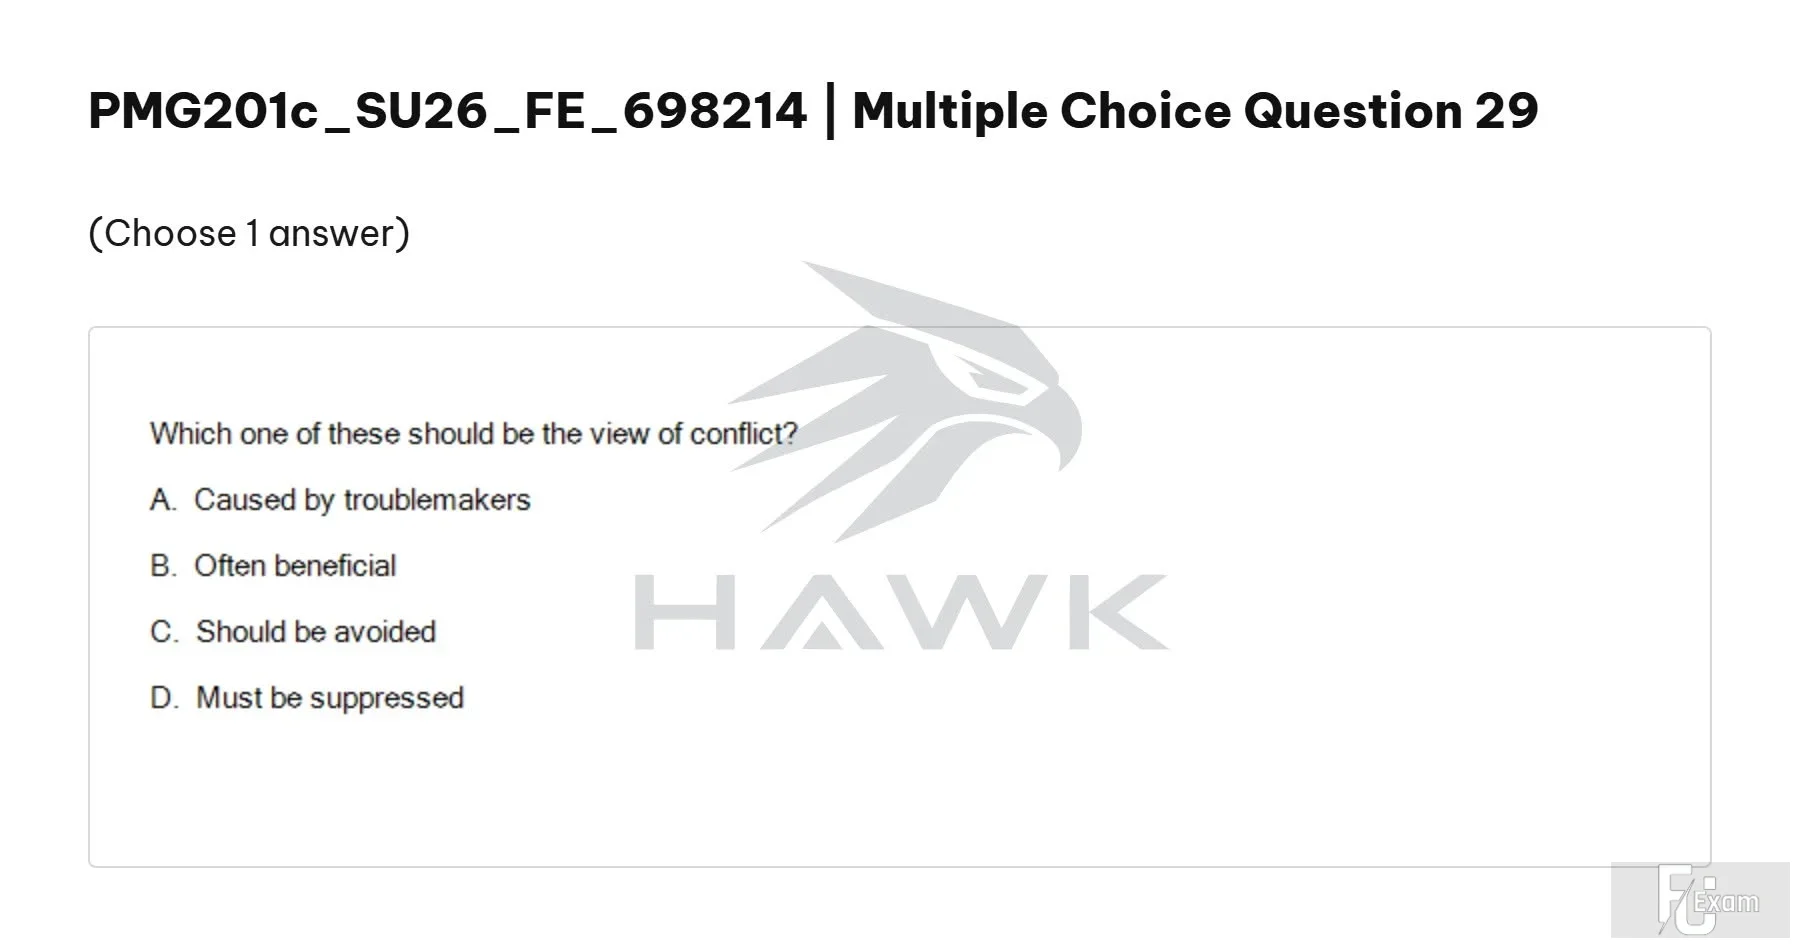 PMG201c_SU26_FE_698214 | Multiple Choice Question 29
(Choose 1 answer)
Which one of these should be the view of conflict?
A. Caused by troublemakers
B. Often beneficial
C. Should be avoided
D. Must be suppressed
HAWK
FU Exam